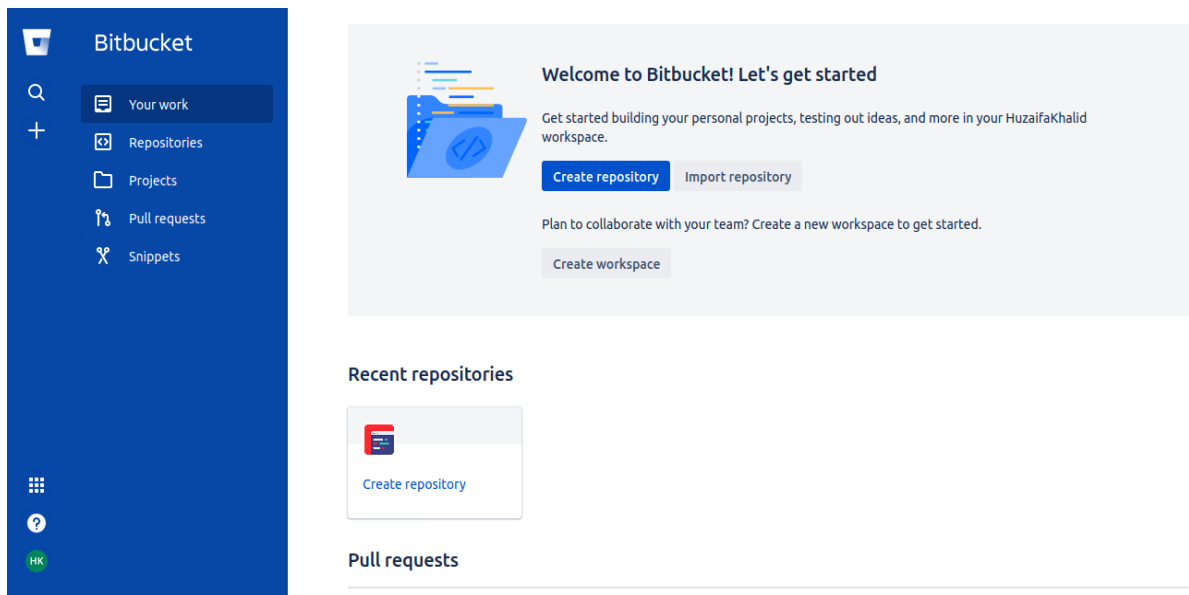 Bitbucket
Your work
Repositories
Projects
Pull requests
Snippets
HK
Welcome to Bitbucket! Let's get started
Get started building your personal projects, testing out ideas, and more in your HuzaifaKhalid
workspace.
Create repository Import repository
Plan to collaborate with your team? Create a new workspace to get started.
Create workspace
Recent repositories
Create repository
Pull requests